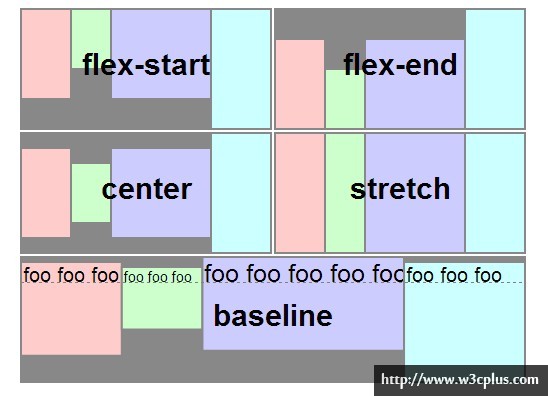 flex-start
flex-end
center
stretch
foo foo foo
foo foo foo
foo foo foo foo foo
foo foo foo
baseline
http://www.w3cplus.com